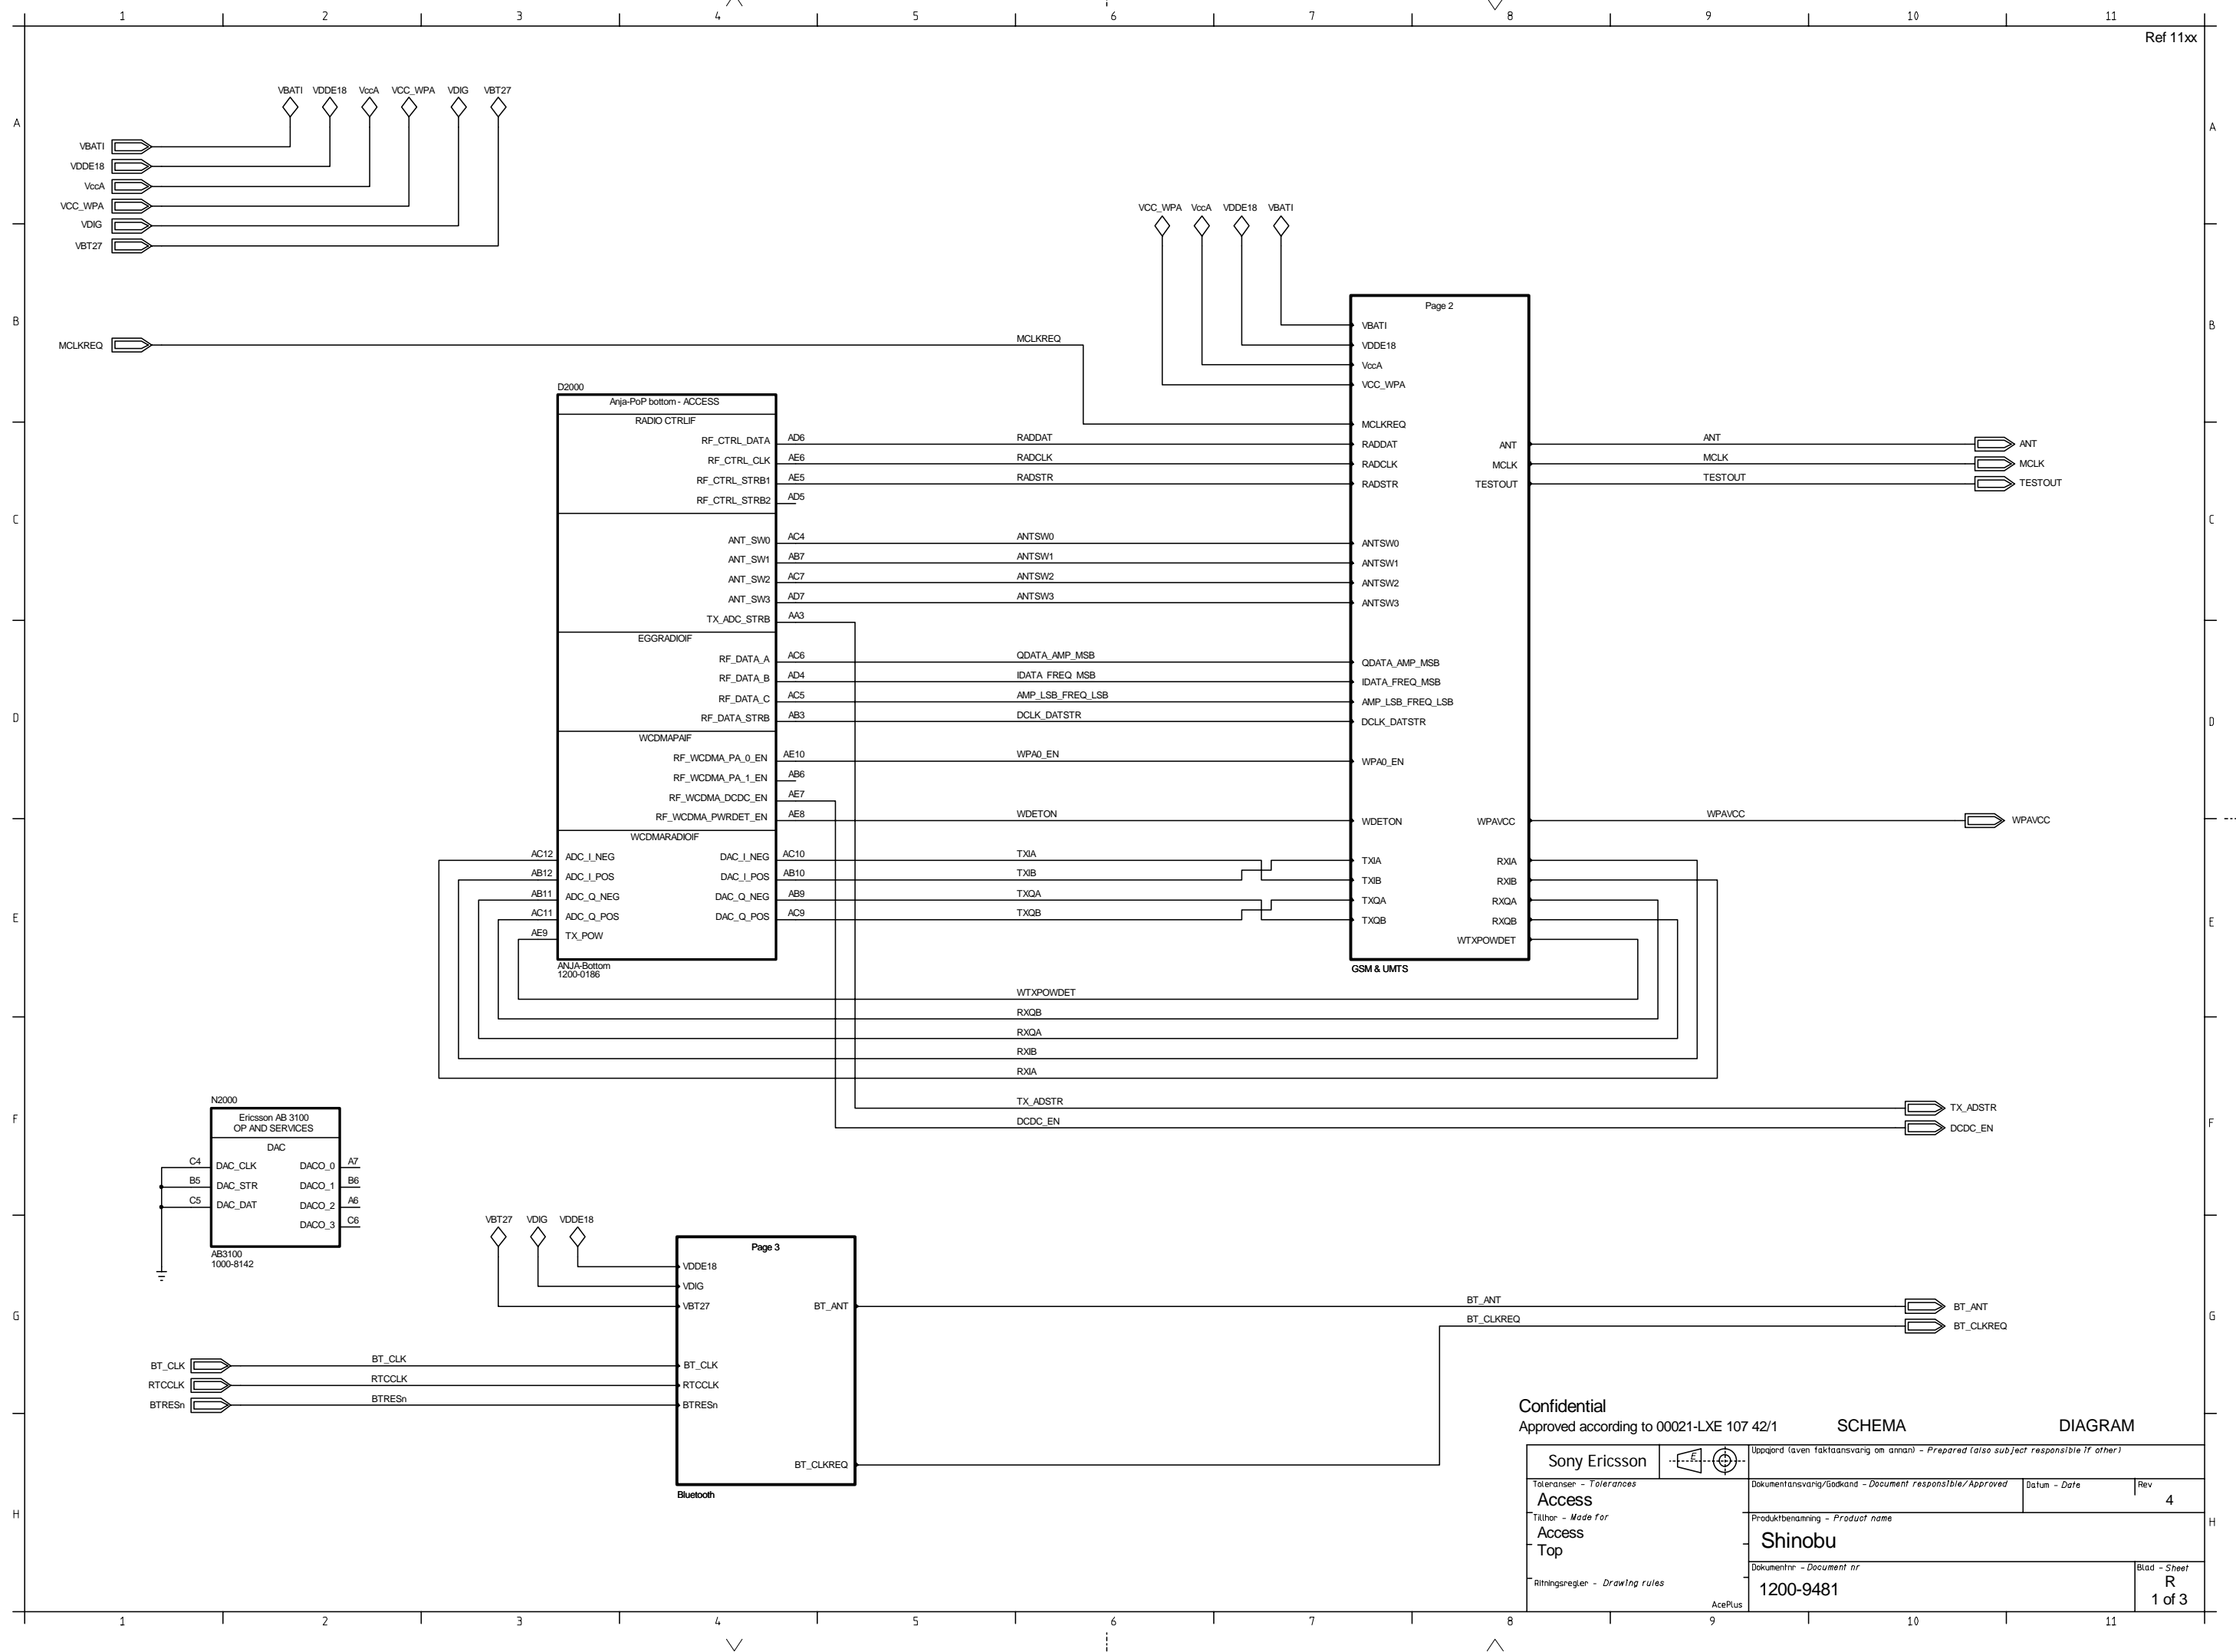 1 2 3 4 5 6 7 8 9 10 11
Ref 11xx
VBATI VDDE18 VccA VCC_WPA VDIG VBT27
A A
VBATI
VDDE18
VccA
VCC_WPA
VDIG
VBT27
VCC_WPA VccA VDDE18 VBATI
Page 2
B B
VBATI
MCLKREQ MCLKREQ VDDE18
VccA
VCC_WPA
D2000
Anja-PoP bottom - ACCESS
RADIO CTRLIF
MCLKREQ
RF_CTRL_DATA AD6 RADDAT RADDAT ANT ANT ANT
RF_CTRL_CLK AE6 RADCLK RADCLK MCLK MCLK MCLK
RF_CTRL_STRB1 AE5 RADSTR RADSTR TESTOUT TESTOUT TESTOUT
RF_CTRL_STRB2 AD5
C C
ANT_SW0 AC4 ANTSW0 ANTSW0
ANT_SW1 AB7 ANTSW1 ANTSW1
ANT_SW2 AC7 ANTSW2 ANTSW2
ANT_SW3 AD7 ANTSW3 ANTSW3
TX_ADC_STRB AA3
EGGRADIOIF
RF_DATA_A AC6 QDATA_AMP_MSB QDATA_AMP_MSB
RF_DATA_B AD4 IDATA_FREQ_MSB IDATA_FREQ_MSB
RF_DATA_C AC5 AMP_LSB_FREQ_LSB AMP_LSB_FREQ_LSB
D RF_DATA_STRB AB3 DCLK_DATSTR DCLK_DATSTR D
WCDMAPAIF
RF_WCDMA_PA_0_EN AE10 WPA0_EN WPA0_EN
RF_WCDMA_PA_1_EN AB6
RF_WCDMA_DCDC_EN AE7
RF_WCDMA_PWRDET_EN AE8 WDETON WDETON WPAVCC WPAVCC WPAVCC
WCDMARADIOIF
AC12 ADC_I_NEG DAC_I_NEG AC10 TXIA TXIA RXIA
AB12 ADC_I_POS DAC_I_POS AB10 TXIB TXIB RXIB
AB11 ADC_Q_NEG DAC_Q_NEG AB9 TXQA TXQA RXQA
E AC11 ADC_Q_POS DAC_Q_POS AC9 TXQB TXQB RXQB E
AE9 TX_POW WTXPOWDET
ANJA-Bottom GSM & UMTS
1200-0186
WTXPOWDET
RXQB
RXQA
RXIB
RXIA
N2000
TX_ADSTR TX_ADSTR
F Ericsson AB 3100 F
OP AND SERVICES
DCDC_EN DCDC_EN
DAC
C4 DAC_CLK DACO_0 A7
B5 DAC_STR DACO_1 B6
C5 DAC_DAT DACO_2 A6
DACO_3 C6
AB3100
1000-8142
VBT27 VDIG VDDE18
Page 3
VDDE18
VDIG
VBT27 BT_ANT BT_ANT BT_ANT
G BT_CLKREQ BT_CLKREQ G
BT_CLK BT_CLK BT_CLK
RTCCLK RTCCLK RTCCLK
BTRESn BTRESn BTRESn
BT_CLKREQ
Bluetooth
Confidential
Approved according to 00021-LXE 107 42/1 SCHEMA DIAGRAM
Sony Ericsson E Uppgjord (aven faktaansvarig om annan) - Prepared (also subject responsible if other)
Toleranser - Tolerances Dokumentansvarig/Godkand - Document responsible/Approved Datum - Date Rev
Access 4
H H
Tillhor - Made for Produktbenamning - Product name
Access Shinobu
Top
Dokumentnr - Document nr Blad - Sheet
Ritningsregler - Drawing rules 1200-9481 R
AcePlus 1 of 3
1 2 3 4 5 6 7 8 9 10 11